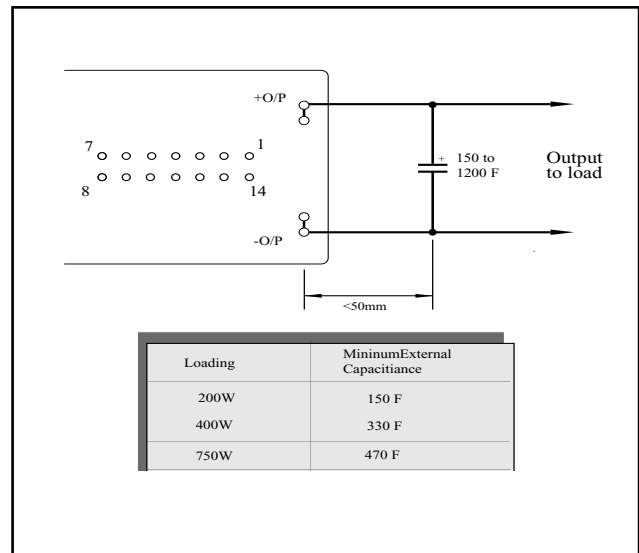 +O/P
7
1
8
14
-O/P
+
150 to
1200 F
Output
to load
<50mm
Loading
MininumExternal
Capacitiance
200W
150 F
400W
330 F
750W
470 F